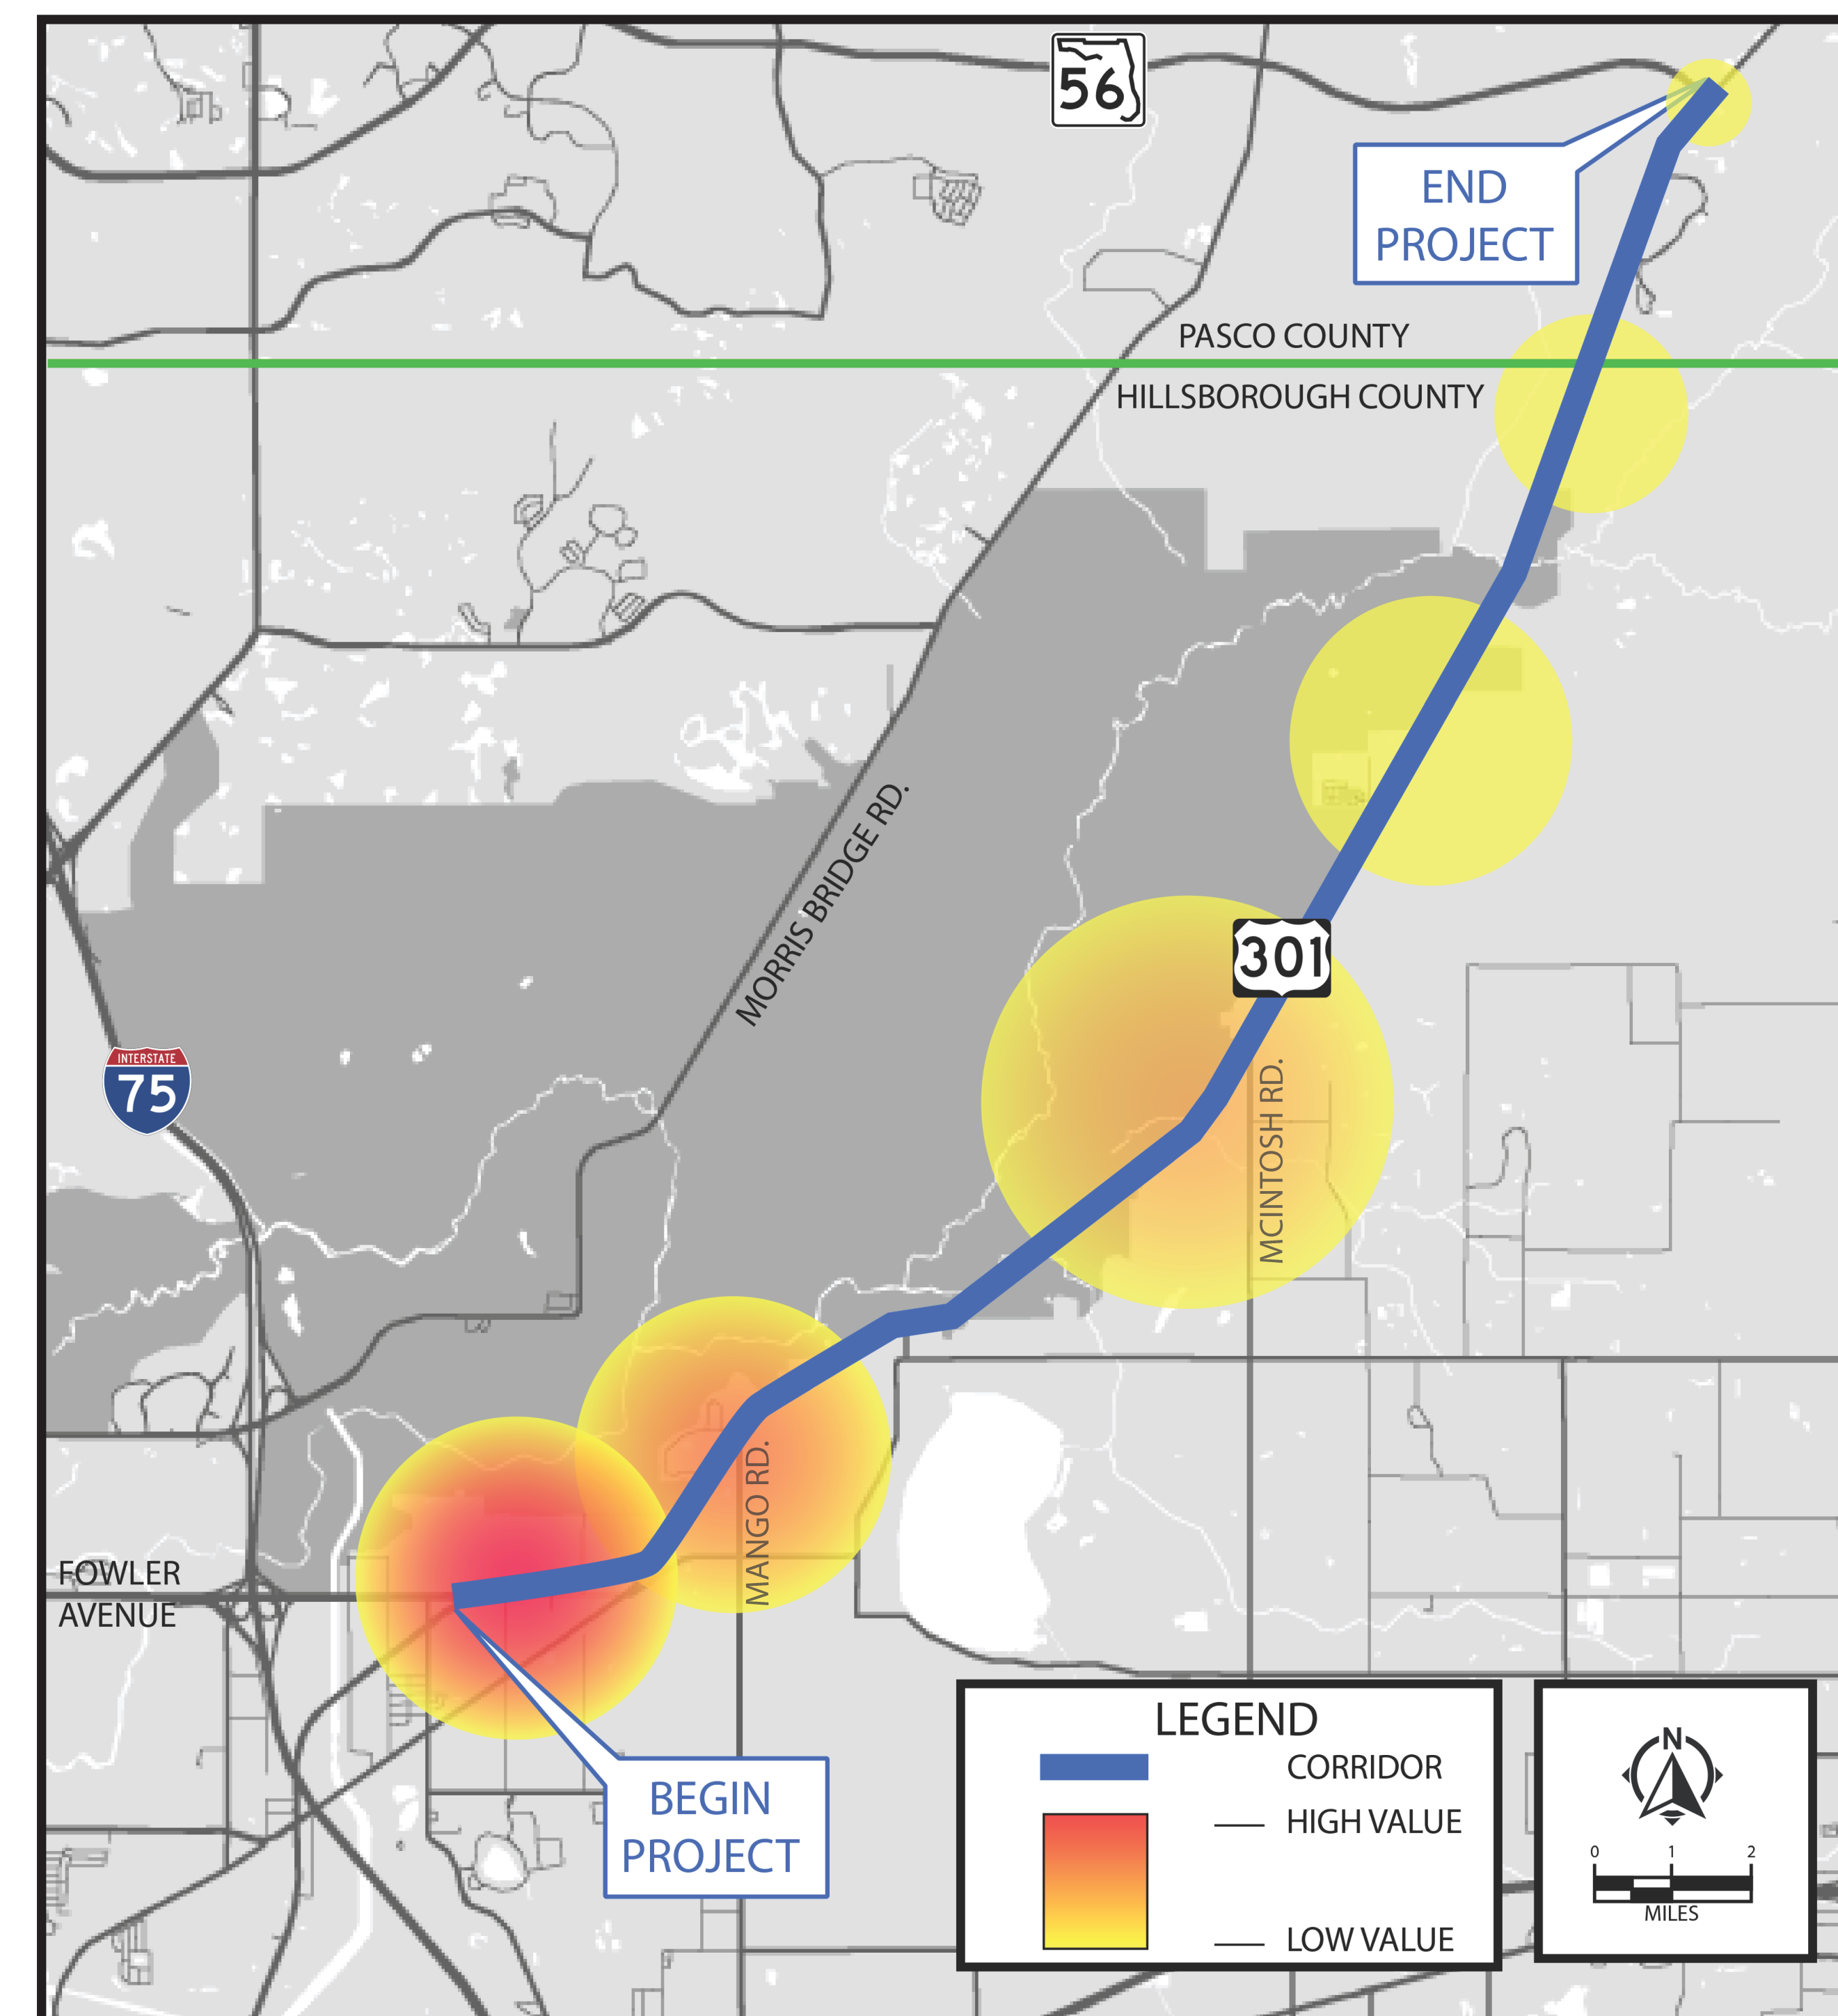 56
END
PROJECT
PASCO COUNTY
HILLSBOROUGH COUNTY
MORRIS BRIDGE RD.
301
INTERSTATE
75
MCINTOSH RD.
MANGO RD.
FOWLER
AVENUE
BEGIN
PROJECT
LEGEND
CORRIDOR
HIGH VALUE
LOW VALUE
N
0 1 2
MILES